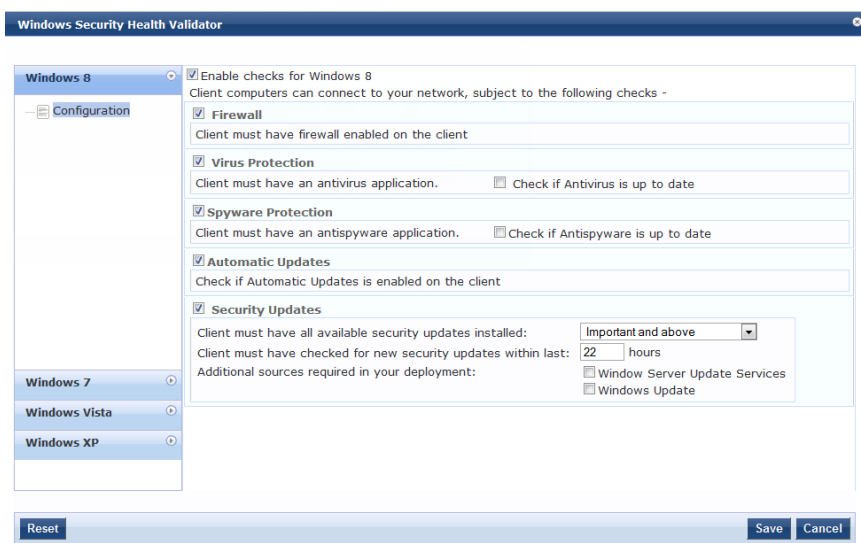 Windows Security Health Validator
Windows 8
Configuration
Windows 7
Windows Vista
Windows XP
Enable checks for Windows 8
Client computers can connect to your network, subject to the following checks -
Firewall
Client must have firewall enabled on the client
Virus Protection
Client must have an antivirus application. Check if Antivirus is up to date
Spyware Protection
Client must have an antispyware application. Check if Antispyware is up to date
Automatic Updates
Check if Automatic Updates is enabled on the client
Security Updates
Client must have all available security updates installed: Important and above
Client must have checked for new security updates within last: 22 hours
Additional sources required in your deployment: Window Server Update Services
Windows Update
Reset Save Cancel